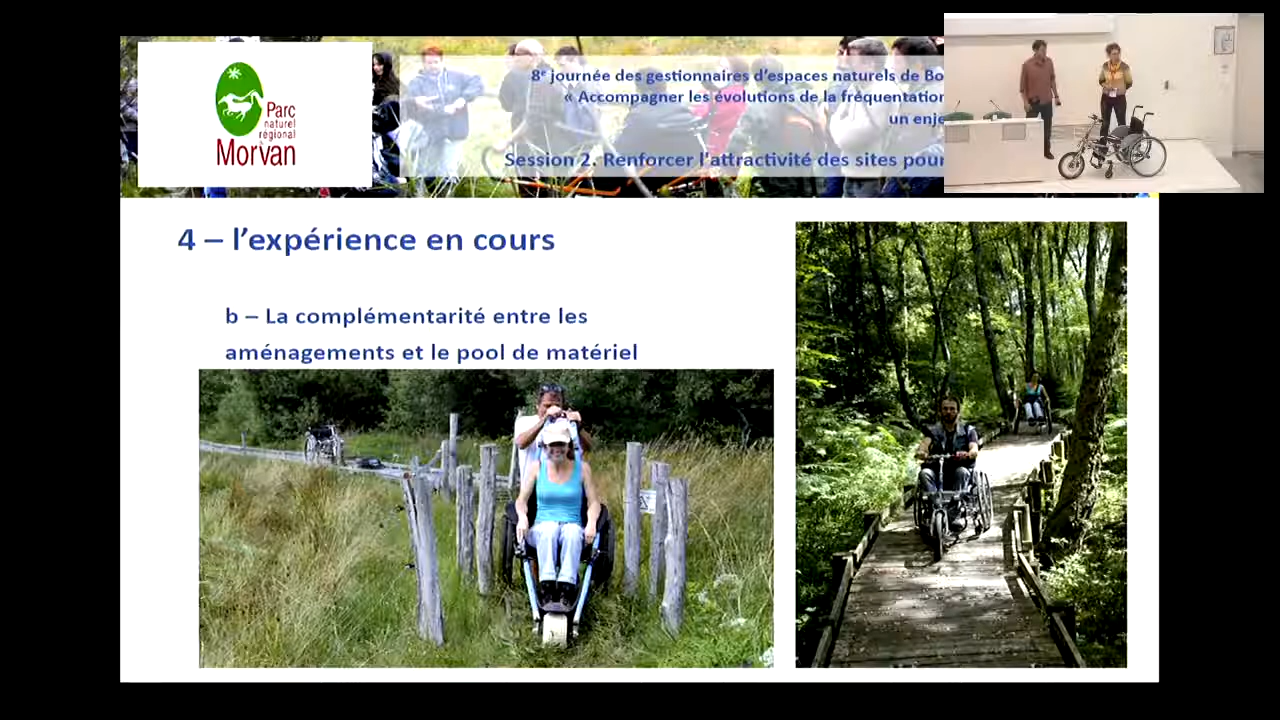 Parc
naturel
régional
Morvan
8e journée des gestionnaires d'espaces naturels de Bo
« Accompagner les évolutions de la fréquentation
un enje
Session 2. Renforcer l'attractivité des sites pour
4 – l'expérience en cours
b – La complémentarité entre les
aménagements et le pool de matériel